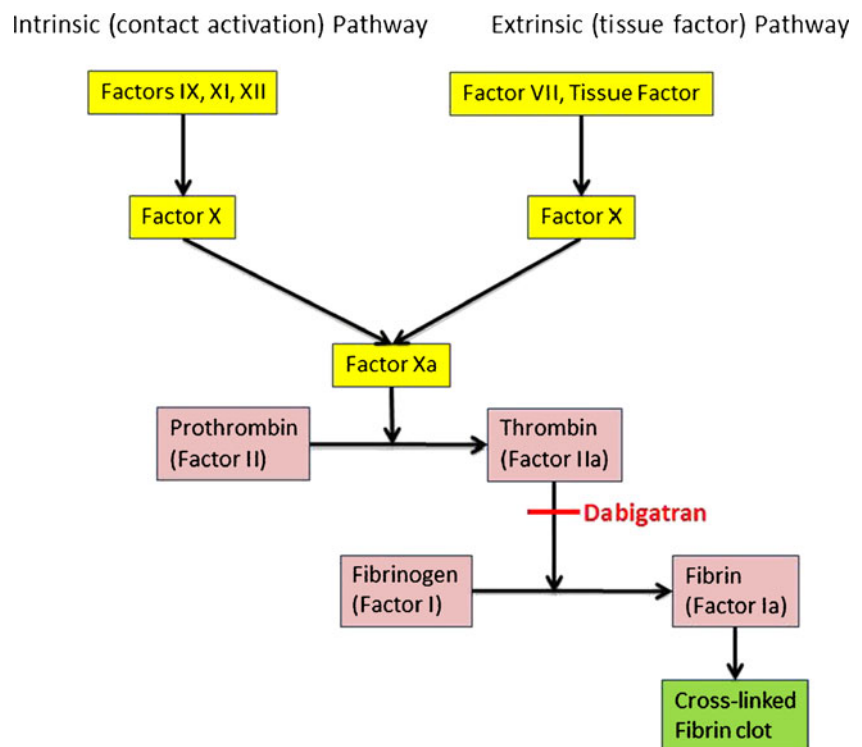 Intrinsic (contact activation) Pathway
Extrinsic (tissue factor) Pathway
Factors IX, XI, XII
Factor VII, Tissue Factor
Factor X
Factor X
Factor Xa
Prothrombin
(Factor II)
Thrombin
(Factor IIa)
Dabigatran
Fibrinogen
(Factor I)
Fibrin
(Factor Ia)
Cross-linked
Fibrin clot